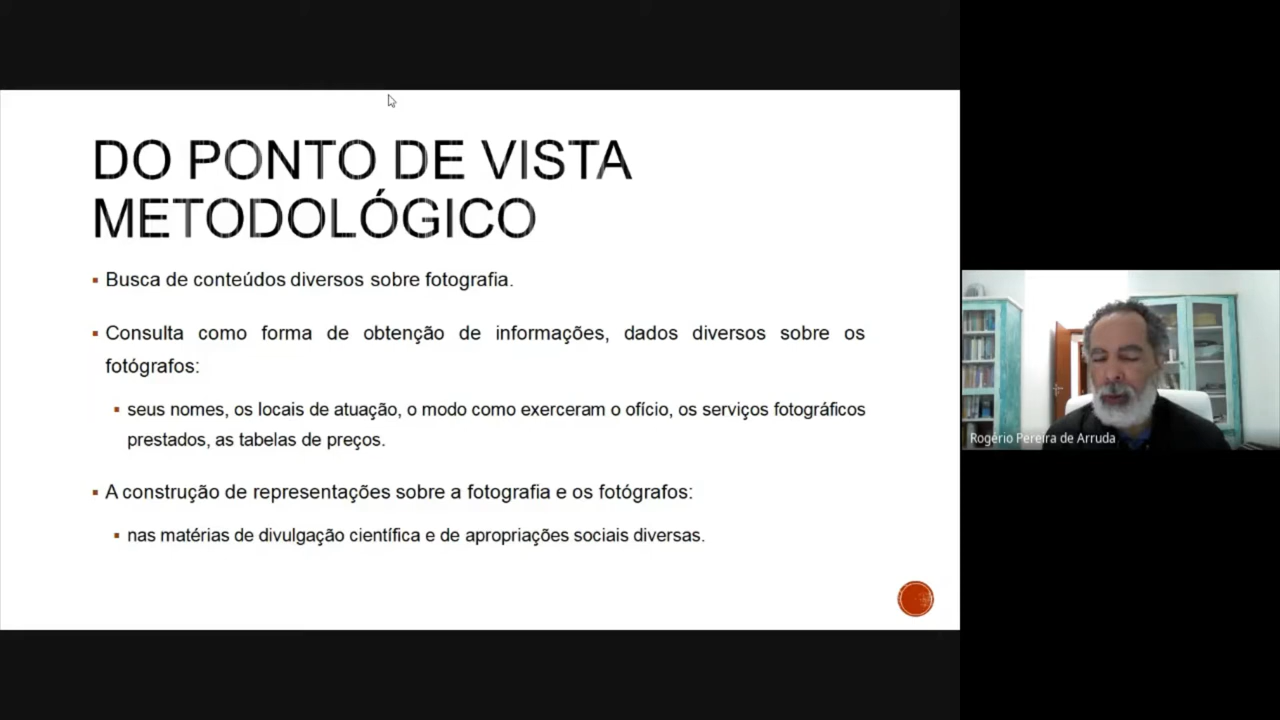 DO PONTO DE VISTA
METODOLÓGICO
▪ Busca de conteúdos diversos sobre fotografia.
▪ Consulta como forma de obtenção de informações, dados diversos sobre os
fotógrafos:
▪ seus nomes, os locais de atuação, o modo como exerceram o ofício, os serviços fotográficos
prestados, as tabelas de preços.
▪ A construção de representações sobre a fotografia e os fotógrafos:
▪ nas matérias de divulgação científica e de apropriações sociais diversas.
Rogério Pereira de Arruda